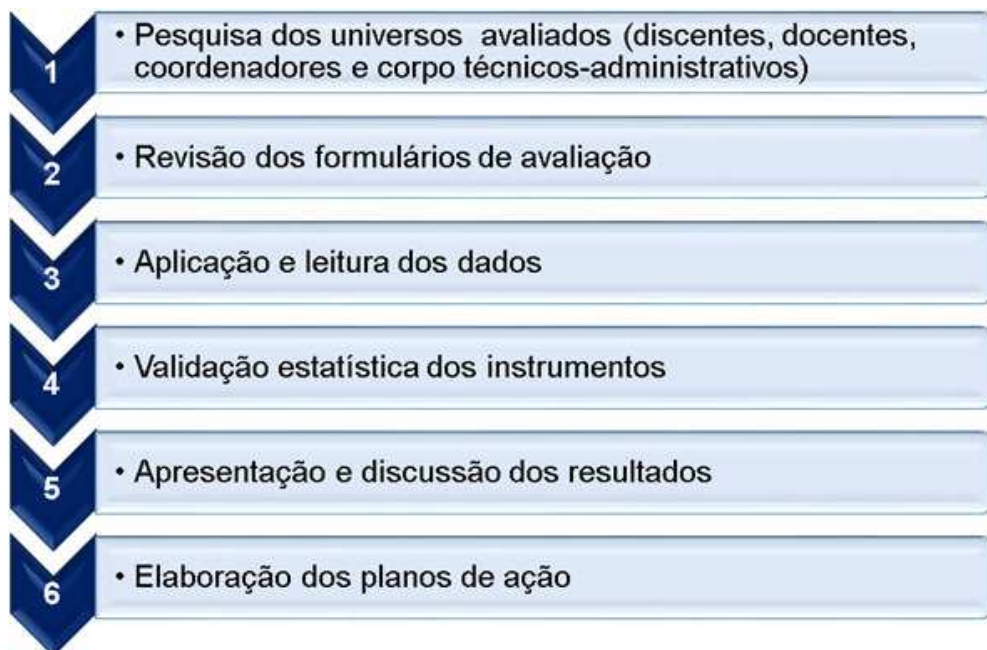 1
• Pesquisa dos universos avaliados (discentes, docentes,
coordenadores e corpo técnicos-administrativos)
2
• Revisão dos formulários de avaliação
3
• Aplicação e leitura dos dados
4
• Validação estatística dos instrumentos
5
• Apresentação e discussão dos resultados
6
• Elaboração dos planos de ação